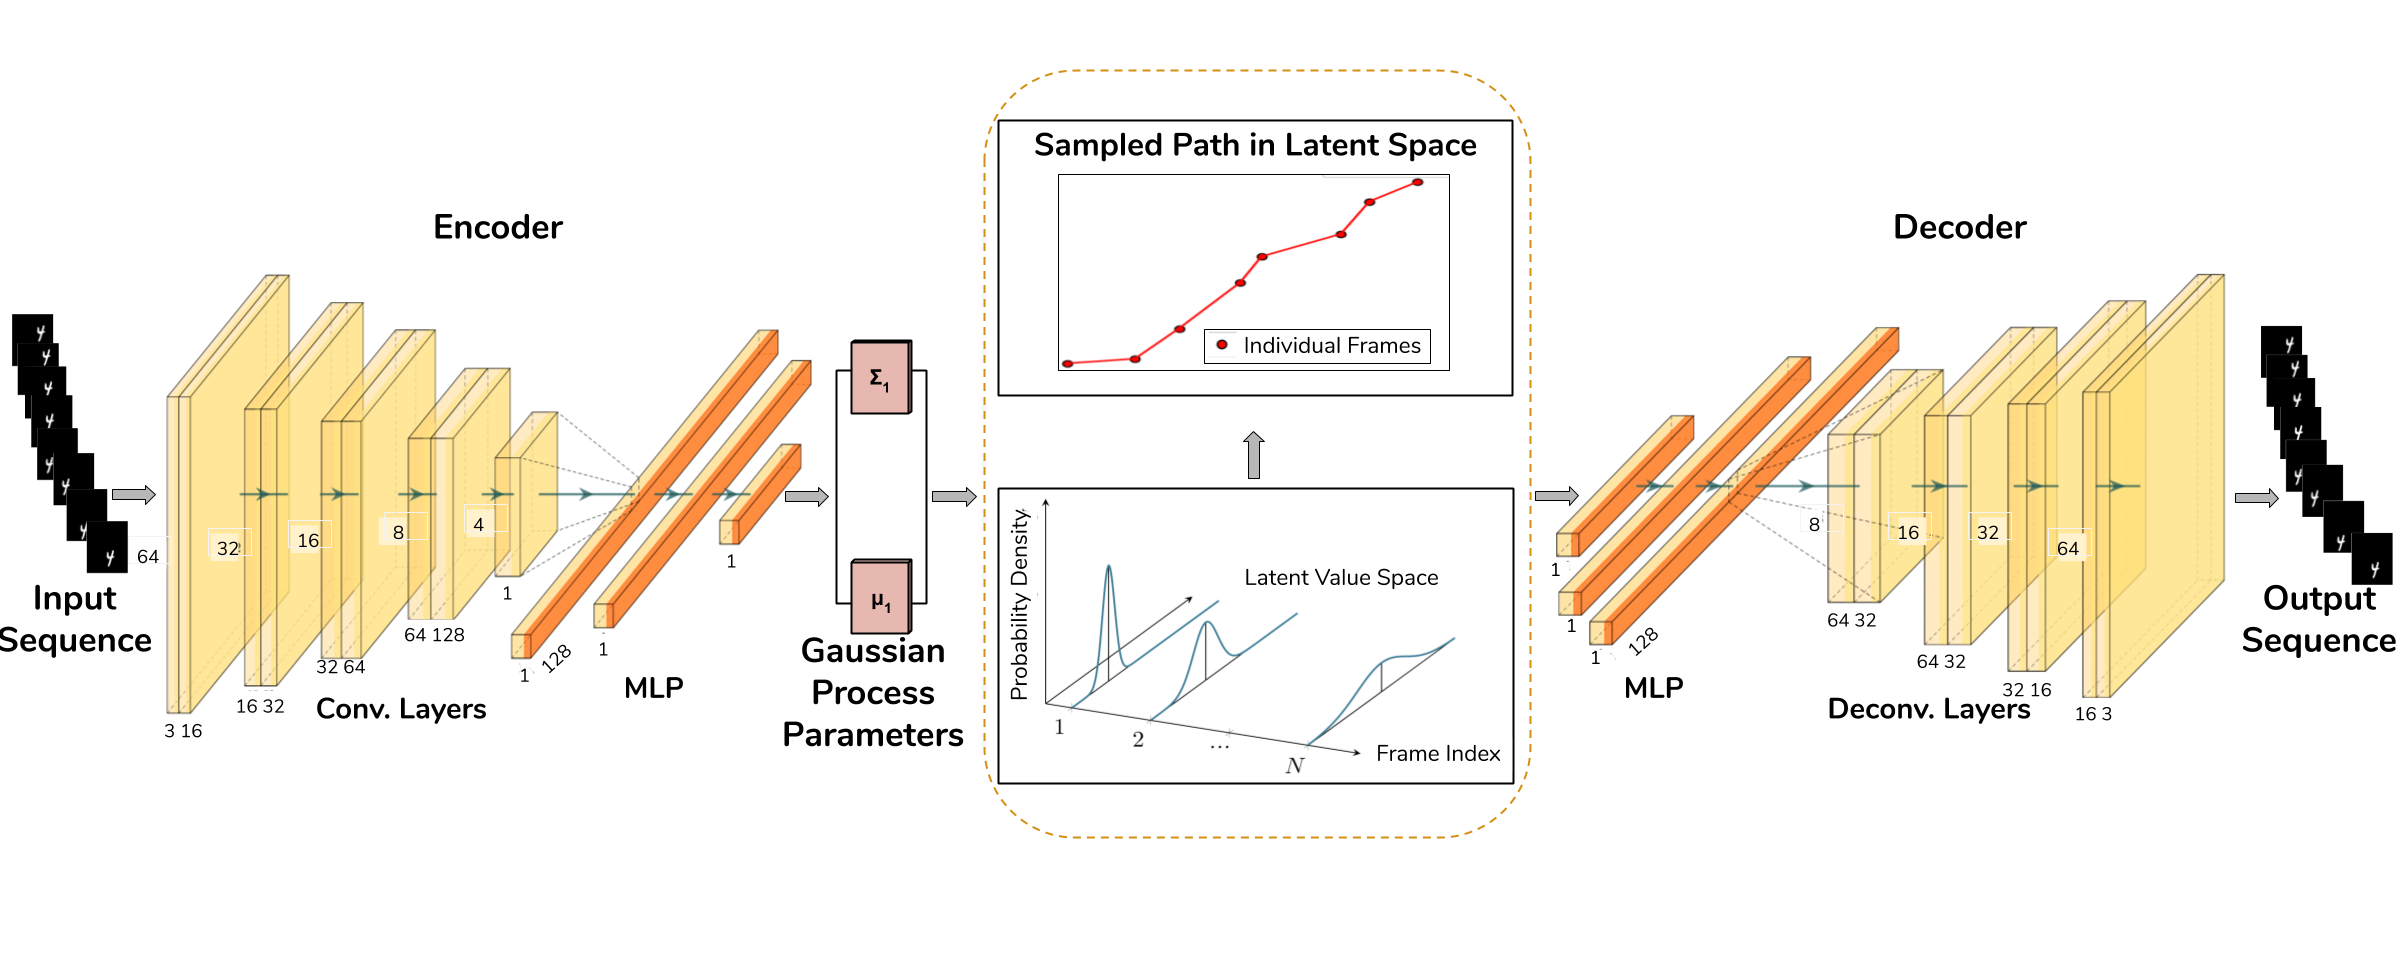 Sampled Path in Latent Space
Individual Frames
Encoder
Decoder
Input
Sequence
64
32
16
8
4
3 16
16 32
32 64
64 128
1
1
128
1
1
Conv. Layers
MLP
Σ1
μ1
Gaussian
Process
Parameters
Probability Density
Latent Value Space
1
2
...
N
Frame Index
1
1
1
128
MLP
8
16
32
64
64 32
64 32
32 16
16 3
Deconv. Layers
Output
Sequence